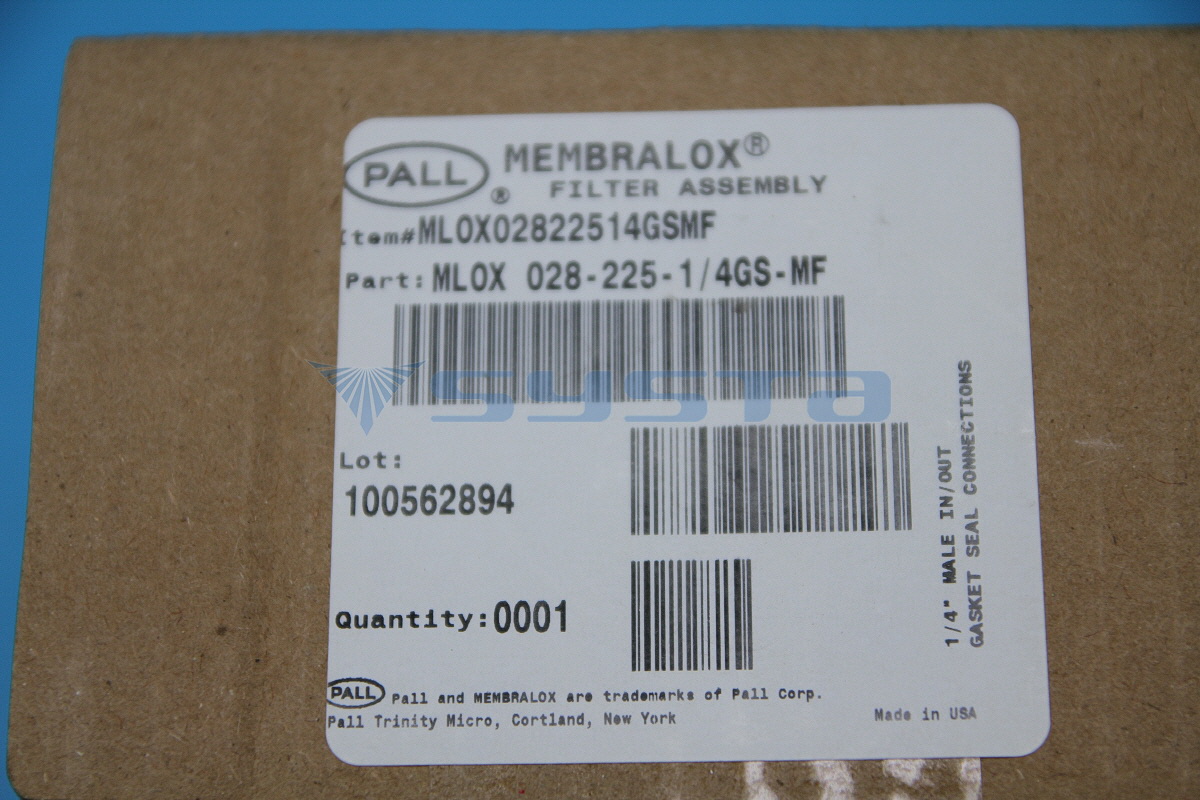 PALL ®
MEMBRALOX®
FILTER ASSEMBLY
Item#MLOX02822514GSMF
Part: MLOX 028-225-1/4GS-MF
systa
Lot:
100562894
Quantity: 0001
1/4" MALE IN/OUT
GASKET SEAL CONNECTIONS
PALL Pall and MEMBRALOX are trademarks of Pall Corp.
Pall Trinity Micro, Cortland, New York
Made in USA